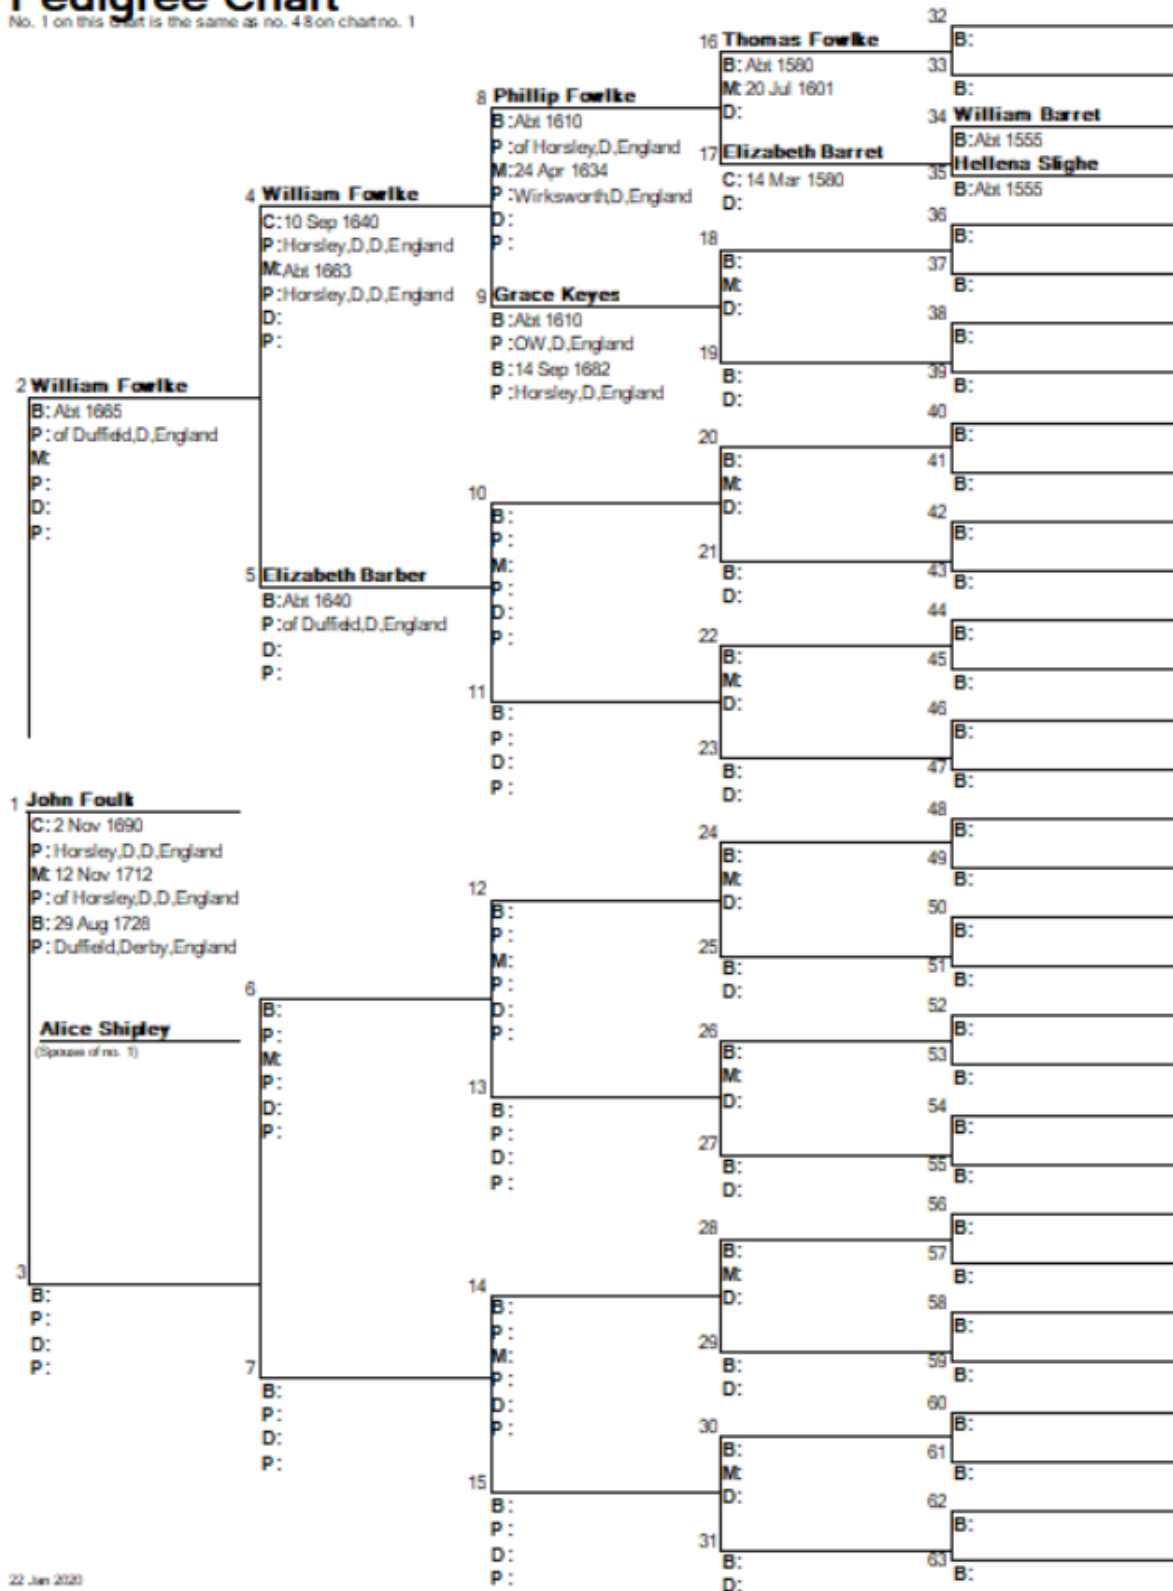 Pedigree Chart
No. 1 on this chart is the same as no. 48 on chart no. 1
16 Thomas Fowlke
B: Abt 1580
M: 20 Jul 1601
D:
8 Phillip Fowlke
B: Abt 1610
P: of Horsley,D,England
M: 24 Apr 1634
P: Wirksworth,D,England
D:
P:
17 Elizabeth Barret
C: 14 Mar 1580
D:
4 William Fowlke
C: 10 Sep 1640
P: Horsley,D,D,England
M: Abt 1663
P: Horsley,D,D,England
D:
P:
9 Grace Keyes
B: Abt 1610
P: OW,D,England
B: 14 Sep 1682
P: Horsley,D,England
2 William Fowlke
B: Abt 1665
P: of Duffield,D,England
M:
P:
D:
P:
5 Elizabeth Barber
B: Abt 1640
P: of Duffield,D,England
D:
P:
1 John Foulk
C: 2 Nov 1690
P: Horsley,D,D,England
M: 12 Nov 1712
P: of Horsley,D,D,England
B: 29 Aug 1728
P: Duffield,Derby,England
Alice Shipley
(Spouse of no. 1)
3
B:
P:
D:
P:
6
B:
P:
M:
P:
D:
P:
7
B:
P:
D:
P:
10
B:
P:
M:
P:
D:
P:
11
B:
P:
D:
P:
12
B:
P:
M:
P:
D:
P:
13
B:
P:
D:
P:
14
B:
P:
M:
P:
D:
P:
15
B:
P:
D:
P:
18
B:
M:
D:
19
B:
D:
20
B:
M:
D:
21
B:
D:
22
B:
M:
D:
23
B:
D:
24
B:
M:
D:
25
B:
D:
26
B:
M:
D:
27
B:
D:
28
B:
M:
D:
29
B:
D:
30
B:
M:
D:
31
B:
D:
32
B:
33
B:
34 William Barret
B: Abt 1555
35 Hellena Slighe
B: Abt 1555
36
B:
37
B:
38
B:
39
B:
40
B:
41
B:
42
B:
43
B:
44
B:
45
B:
46
B:
47
B:
48
B:
49
B:
50
B:
51
B:
52
B:
53
B:
54
B:
55
B:
56
B:
57
B:
58
B:
59
B:
60
B:
61
B:
62
B:
63
B:
22 Jan 2020